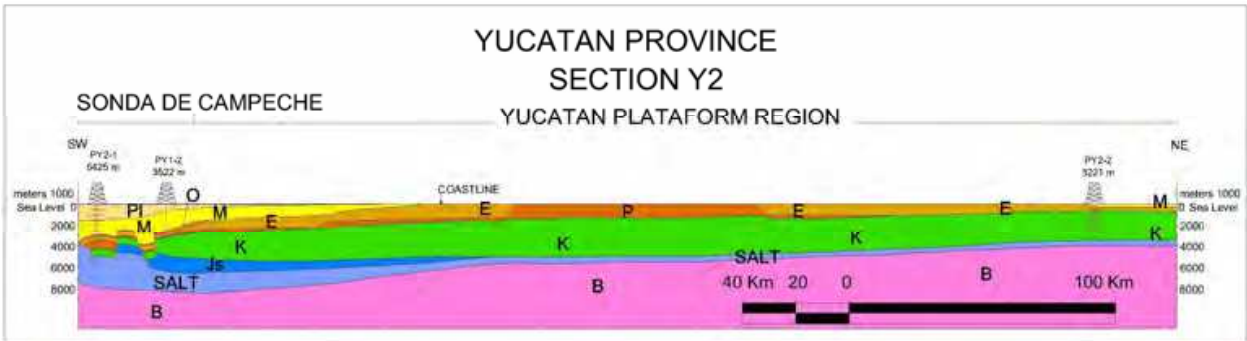 YUCATAN PROVINCE
SECTION Y2
SONDA DE CAMPECHE
YUCATAN PLATAFORM REGION
SW
NE
PY2-1
5425 m
PY1-2
3522 m
PY2-2
3221 m
COASTLINE
meters 1000
Sea Level 0
2000
4000
6000
8000
meters 1000
0 Sea Level
2000
4000
6000
8000
Pl
O
M
M
E
E
P
E
E
M
K
K
K
K
Js
SALT
SALT
B
B
B
40 Km 20 0 100 Km